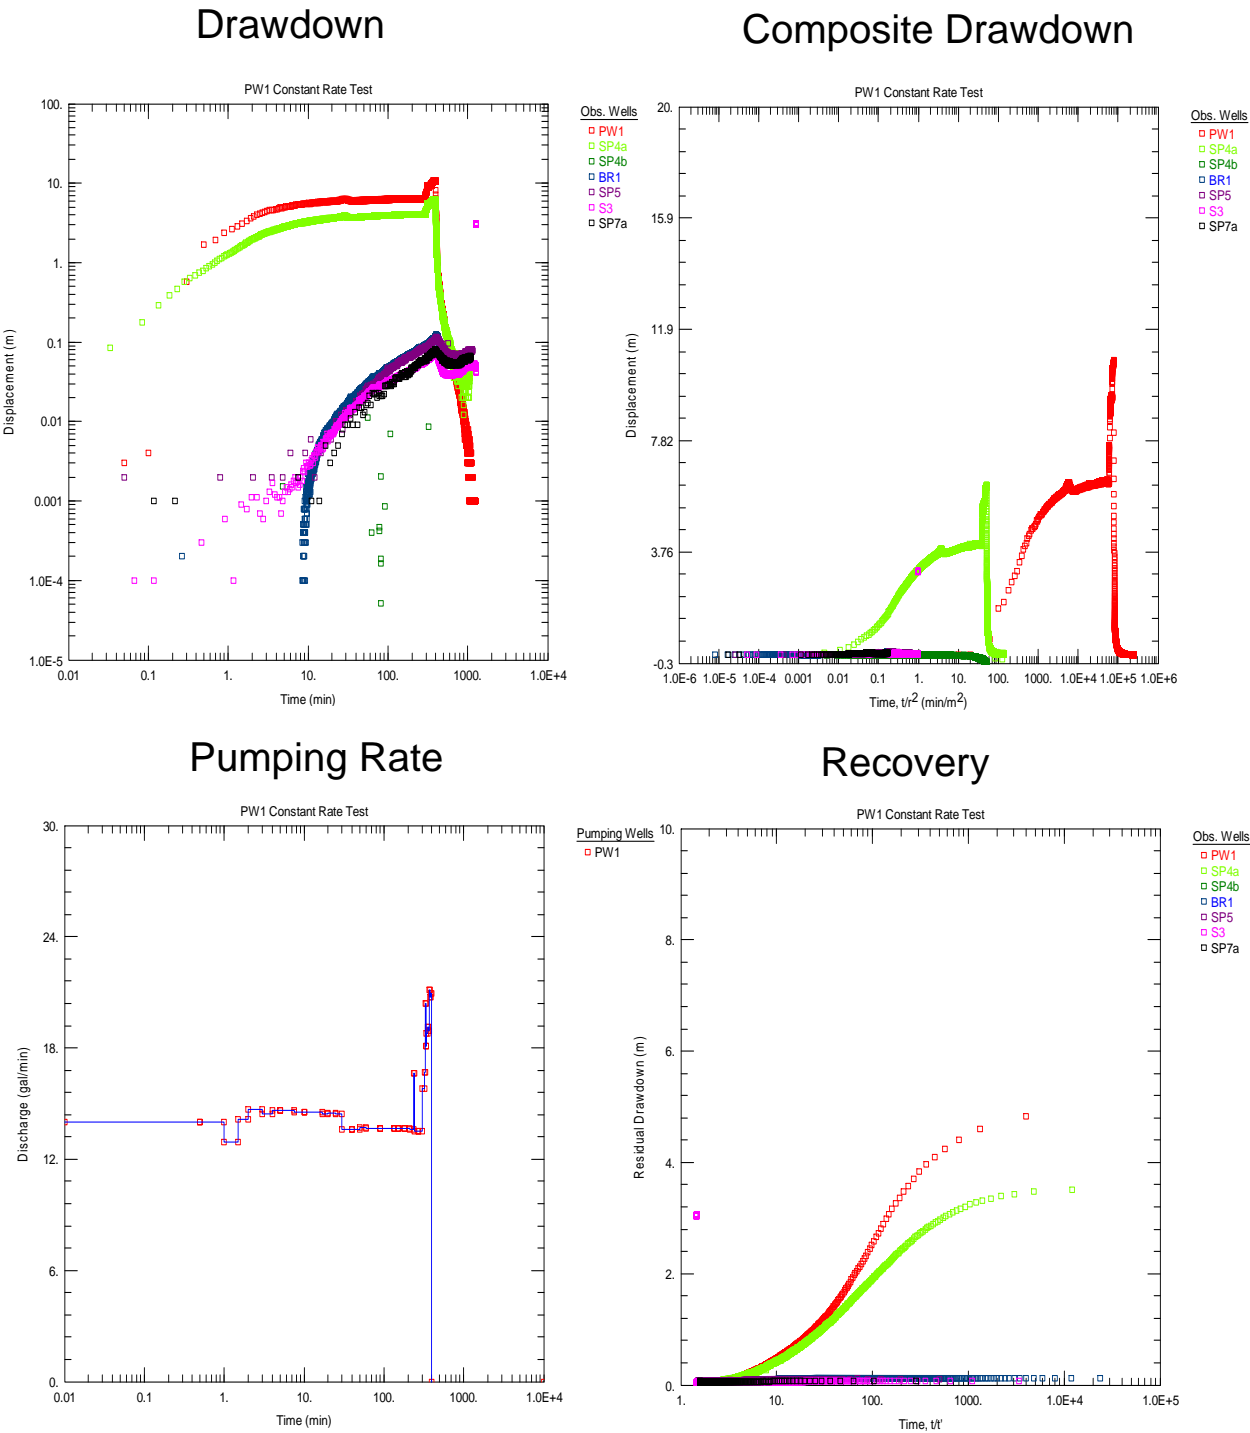 Drawdown
PW1 Constant Rate Test
100.
10.
1.
0.1
0.01
0.001
1.0E-4
1.0E-5
Displacement (m)
0.01
0.1
1.
10.
100.
1000.
1.0E+4
Time (min)
Obs. Wells
PW1
SP4a
SP4b
BR1
SP5
S3
SP7a
Composite Drawdown
PW1 Constant Rate Test
20.
15.9
11.9
7.82
3.76
-0.3
Displacement (m)
1.0E-6
1.0E-5
1.0E-4
0.001
0.01
0.1
1.
10.
100.
1000.
1.0E+4
1.0E+5
1.0E+6
Time, t/r² (min/m²)
Obs. Wells
PW1
SP4a
SP4b
BR1
SP5
S3
SP7a
Pumping Rate
PW1 Constant Rate Test
30.
24.
18.
12.
6.
0.
Discharge (gal/min)
0.01
0.1
1.
10.
100.
1000.
1.0E+4
Time (min)
Pumping Wells
PW1
Recovery
PW1 Constant Rate Test
10.
8.
6.
4.
2.
0.
Residual Drawdown (m)
1.
10.
100.
1000.
1.0E+4
1.0E+5
Time, t/t'
Obs. Wells
PW1
SP4a
SP4b
BR1
SP5
S3
SP7a